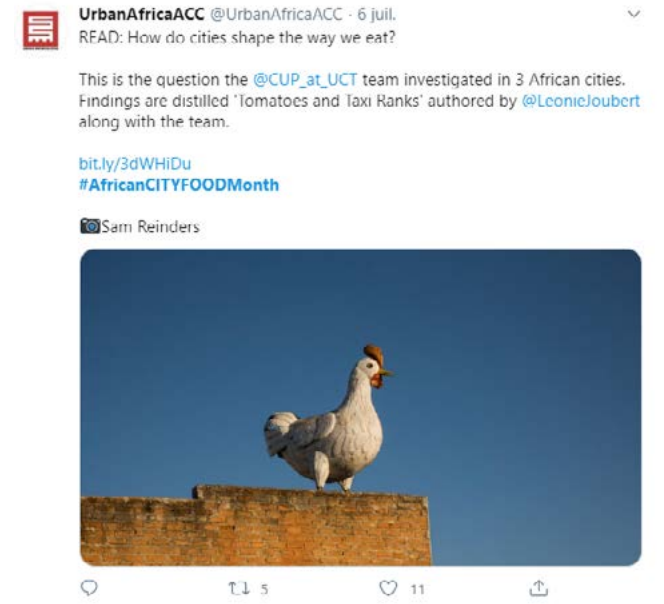 UrbanAfricaACC @UrbanAfricaACC · 6 juil.
READ: How do cities shape the way we eat?
This is the question the @CUP_at_UCT team investigated in 3 African cities.
Findings are distilled 'Tomatoes and Taxi Ranks' authored by @LeonieJoubert
along with the team.
bit.ly/3dWHiDu
#AfricanCITYFOODMonth
📷Sam Reinders
5 11